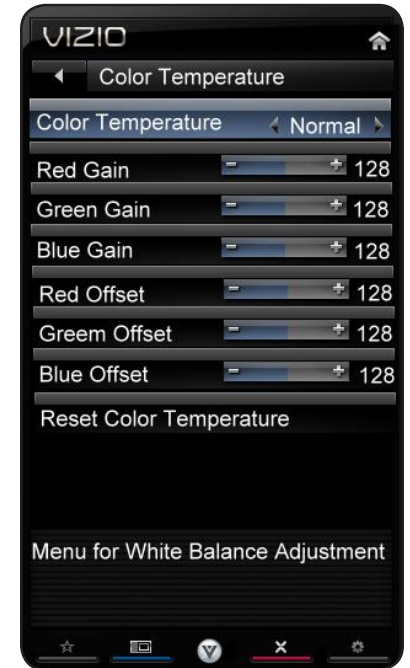 VIZIO
Color Temperature
Color Temperature Normal
Red Gain - + 128
Green Gain - + 128
Blue Gain - + 128
Red Offset - + 128
Greem Offset - + 128
Blue Offset - + 128
Reset Color Temperature
Menu for White Balance Adjustment
V